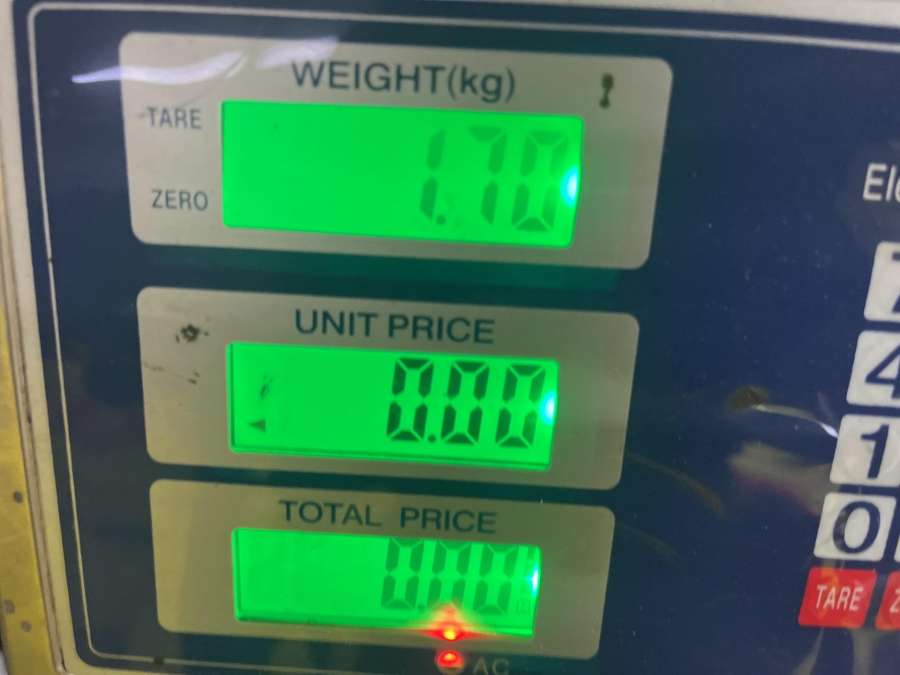 WEIGHT(kg)
TARE
1.70
ZERO
UNIT PRICE
0.00
TOTAL PRICE
0.00
AC
4
1
0
TARE